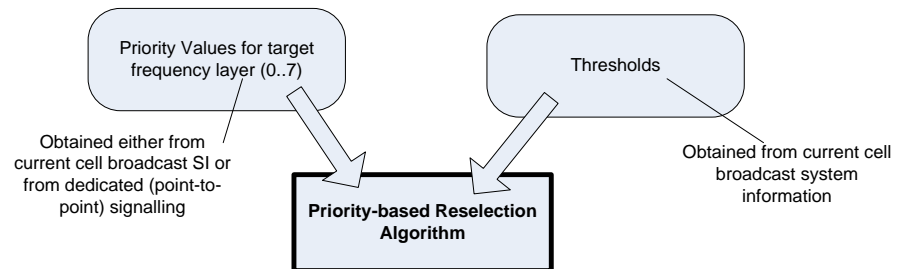 Priority Values for target
frequency layer (0..7)
Thresholds
Obtained either from
current cell broadcast SI or
from dedicated (point-to-
point) signalling
Obtained from current cell
broadcast system
information
Priority-based Reselection
Algorithm